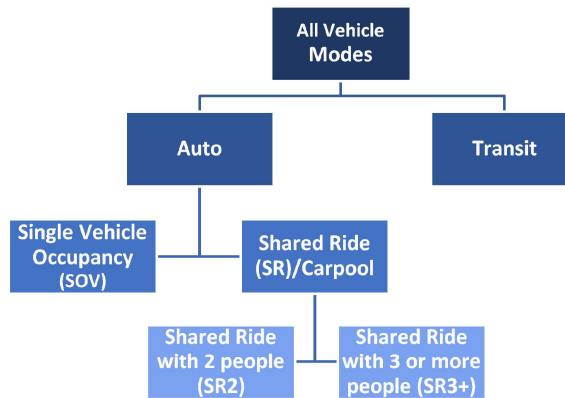 All Vehicle
Modes
Auto
Transit
Single Vehicle
Occupancy
(SOV)
Shared Ride
(SR)/Carpool
Shared Ride
with 2 people
(SR2)
Shared Ride
with 3 or more
people (SR3+)